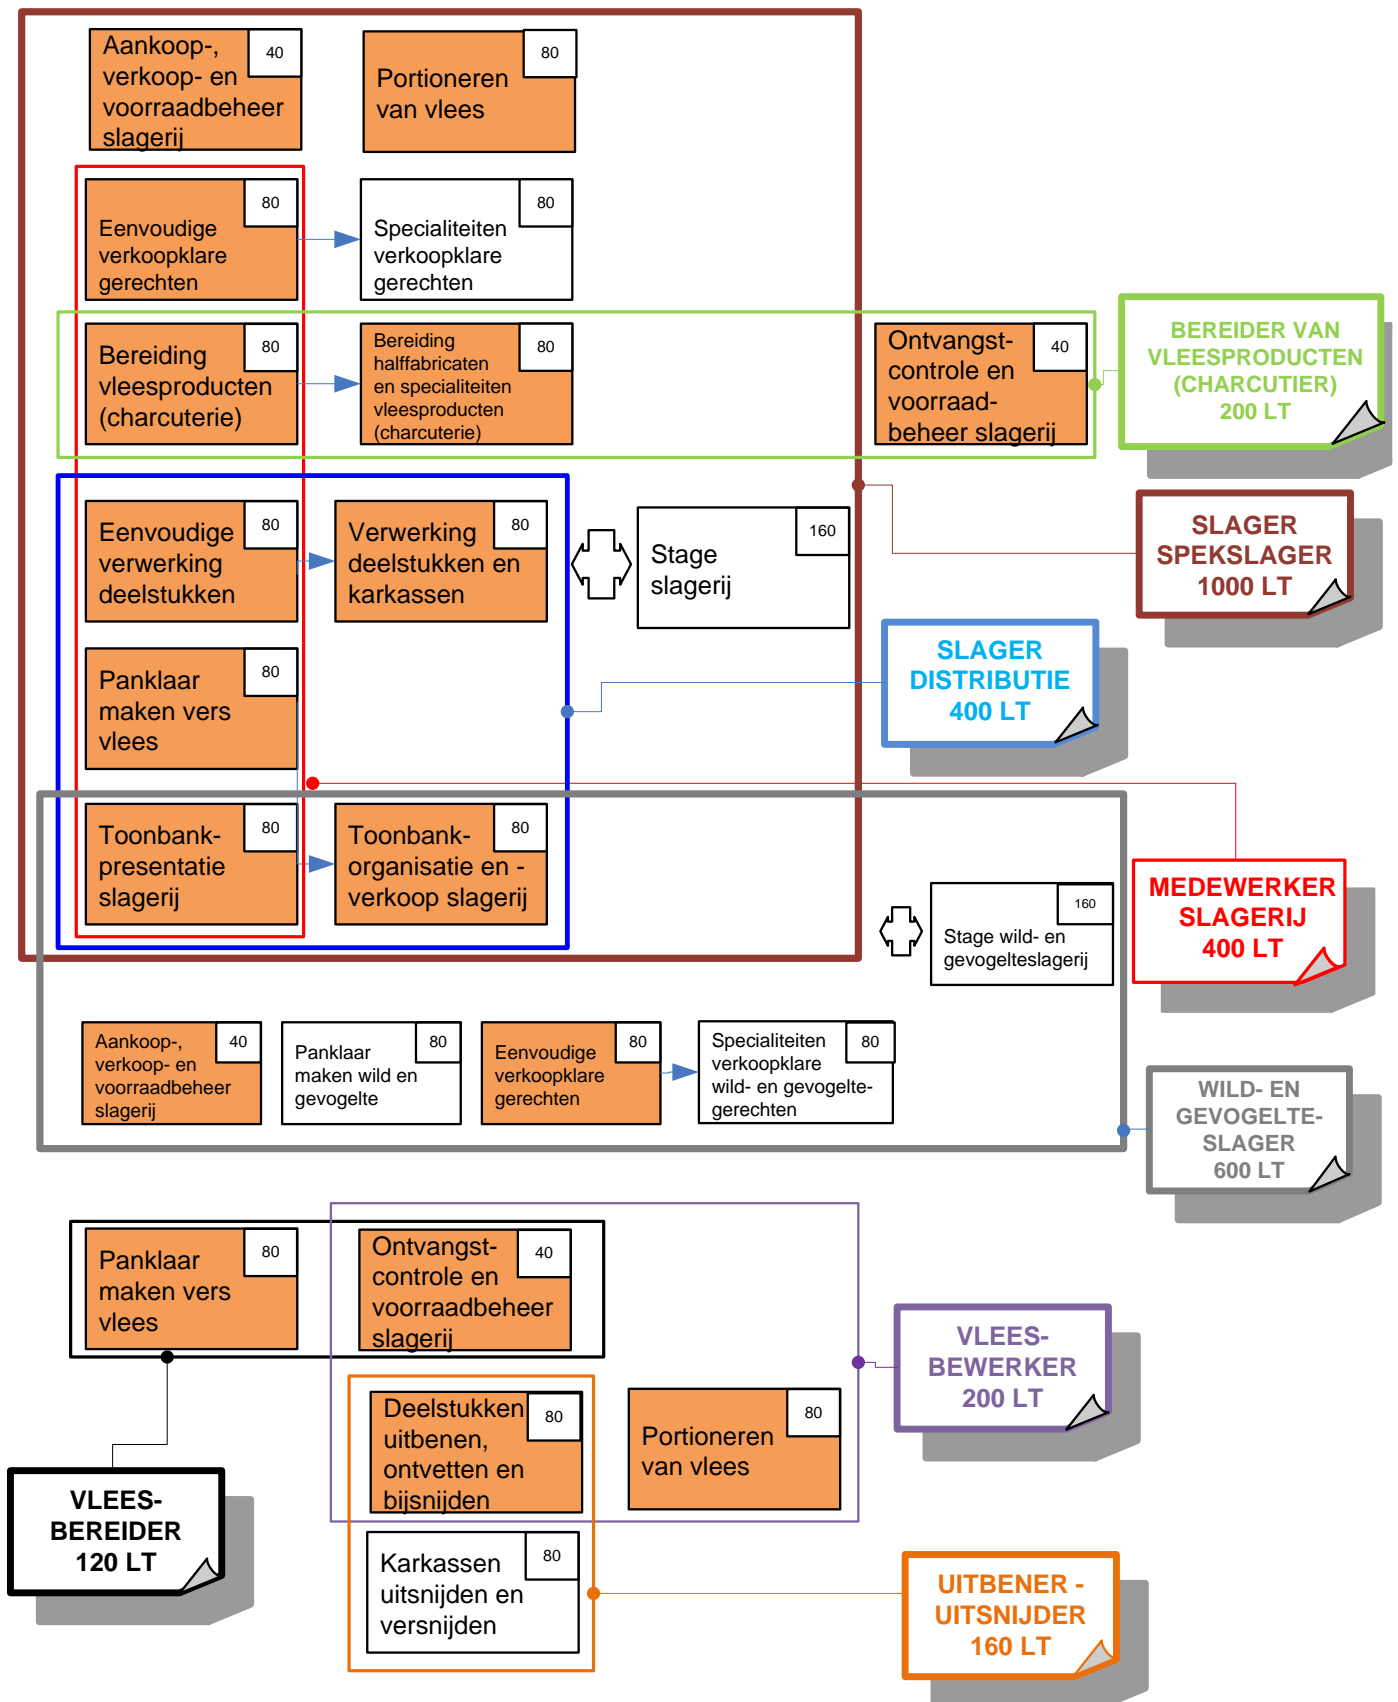 Aankoop-,
verkoop- en
voorraadbeheer
slagerij
40
Portioneren
van vlees
80
Eenvoudige
verkoopklare
gerechten
80
Specialiteiten
verkoopklare
gerechten
80
Bereiding
vleesproducten
(charcuterie)
80
Bereiding
halffabricaten
en specialiteiten
vleesproducten
(charcuterie)
80
Ontvangst-
controle en
voorraad-
beheer slagerij
40
BEREIDER VAN
VLEESPRODUCTEN
(CHARCUTIER)
200 LT
Eenvoudige
verwerking
deelstukken
80
Verwerking
deelstukken en
karkassen
80
Stage
slagerij
160
SLAGER
SPEKSLAGER
1000 LT
Panklaar
maken vers
vlees
80
SLAGER
DISTRIBUTIE
400 LT
Toonbank-
presentatie
slagerij
80
Toonbank-
organisatie en -
verkoop slagerij
80
Stage wild- en
gevogelteslagerij
160
MEDEWERKER
SLAGERIJ
400 LT
Aankoop-,
verkoop- en
voorraadbeheer
slagerij
40
Panklaar
maken wild en
gevogelte
80
Eenvoudige
verkoopklare
gerechten
80
Specialiteiten
verkoopklare
wild- en gevogelte-
gerechten
80
WILD- EN
GEVOGELTE-
SLAGER
600 LT
Panklaar
maken vers
vlees
80
Ontvangst-
controle en
voorraadbeheer
slagerij
40
VLEES-
BEWERKER
200 LT
Deelstukken
uitbenen,
ontvetten en
bijsnijden
80
Portioneren
van vlees
80
VLEES-
BEREIDER
120 LT
Karkassen
uitsnijden en
versnijden
80
UITBENER -
UITSNIJDER
160 LT